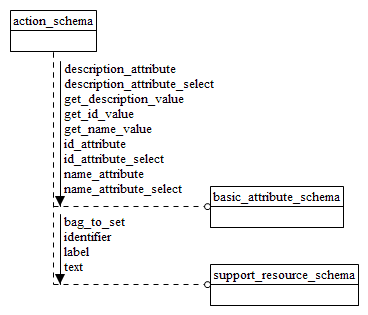 action_schema
description_attribute
description_attribute_select
get_description_value
get_id_value
get_name_value
id_attribute
id_attribute_select
name_attribute
name_attribute_select
basic_attribute_schema
bag_to_set
identifier
label
text
support_resource_schema